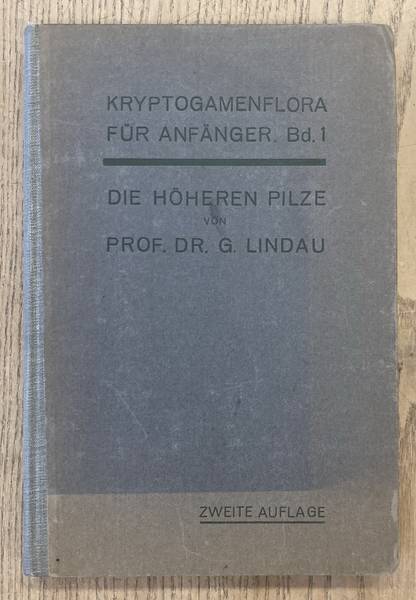 KRYPTOGAMENFLORA
FÜR ANFÄNGER. Bd. 1
DIE HÖHEREN PILZE
VON
PROF. DR. G. LINDAU
ZWEITE AUFLAGE